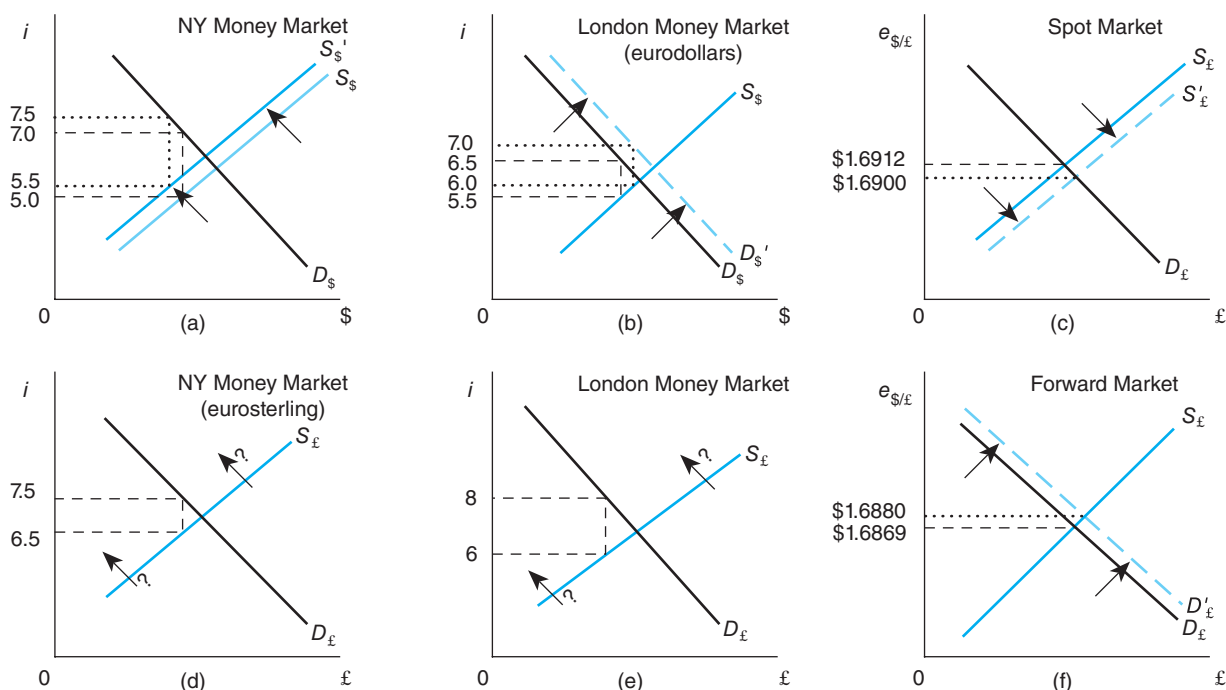 i
NY Money Market
S$'
S$
7.5
7.0
5.5
5.0
D$
0
(a)
$
i
London Money Market
(eurodollars)
S$
7.0
6.5
6.0
5.5
D$'
D$
0
(b)
$
e$/£
Spot Market
S£
S'£
$1.6912
$1.6900
D£
0
(c)
£
i
NY Money Market
(eurosterling)
S£
?
7.5
6.5
?
D£
0
(d)
£
i
London Money Market
S£
?
8
6
?
D£
0
(e)
£
e$/£
Forward Market
S£
$1.6880
$1.6869
D'£
D£
0
(f)
£